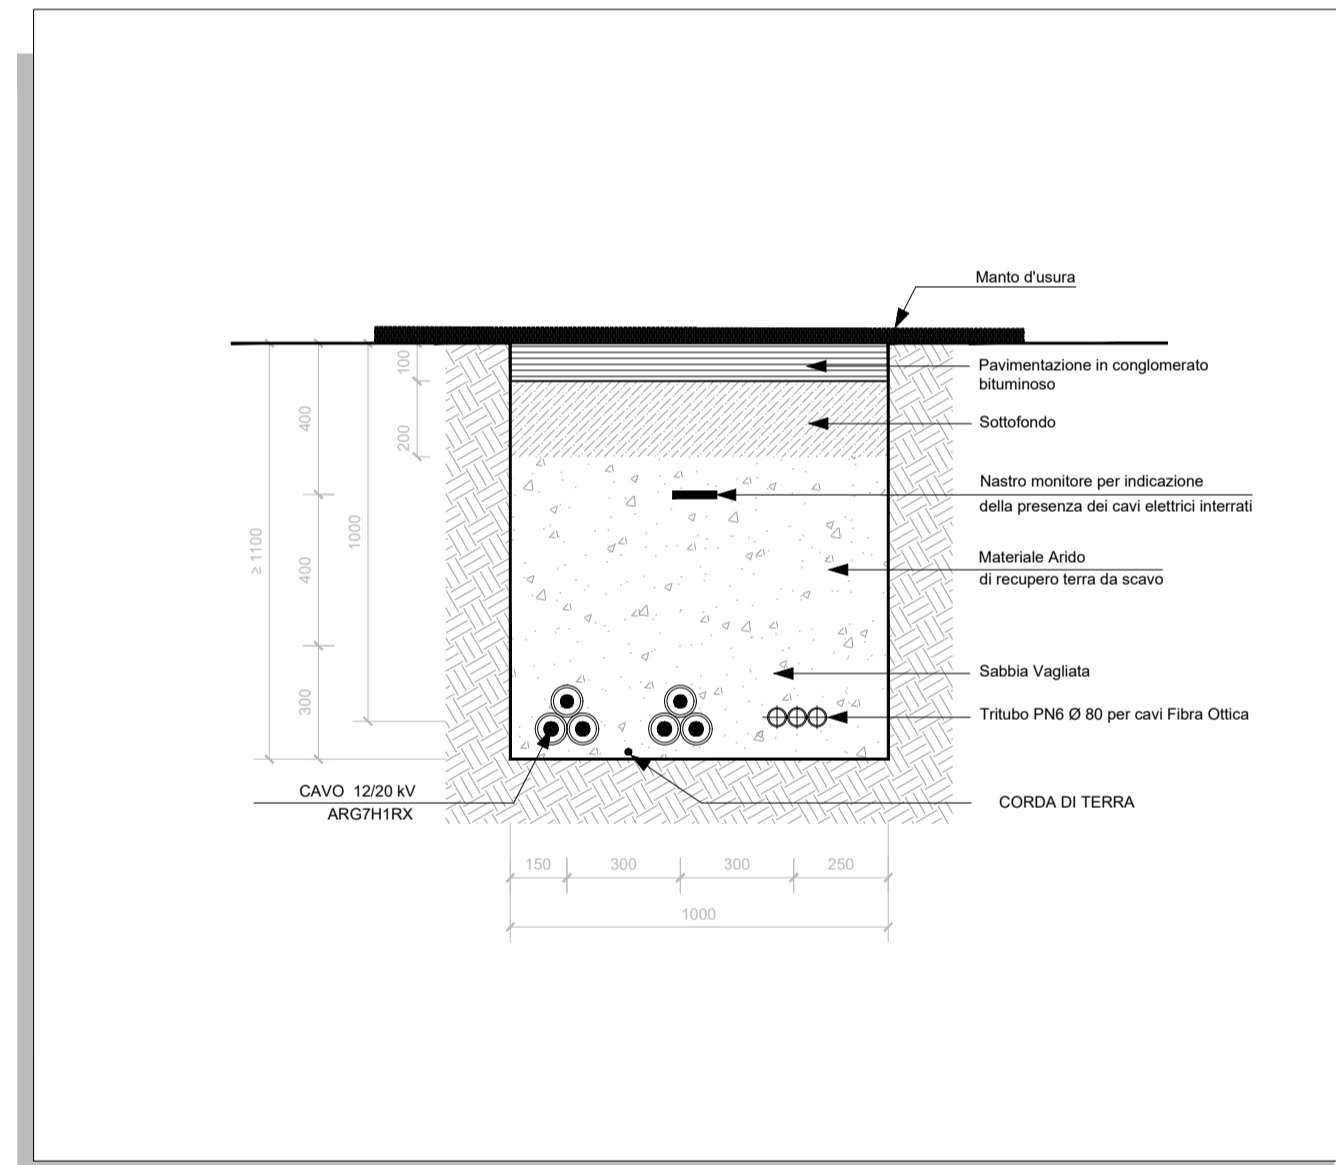 Manto d'usura
Pavimentazione in conglomerato
bituminoso
Sottofondo
Nastro monitore per indicazione
della presenza dei cavi elettrici interrati
Materiale Arido
di recupero terra da scavo
Sabbia Vagliata
Tritubo PN6 Ø 80 per cavi Fibra Ottica
CORDA DI TERRA
CAVO 12/20 kV
ARG7H1RX
≥ 1100
400
400
300
1000
100
200
150 300 300 250
1000